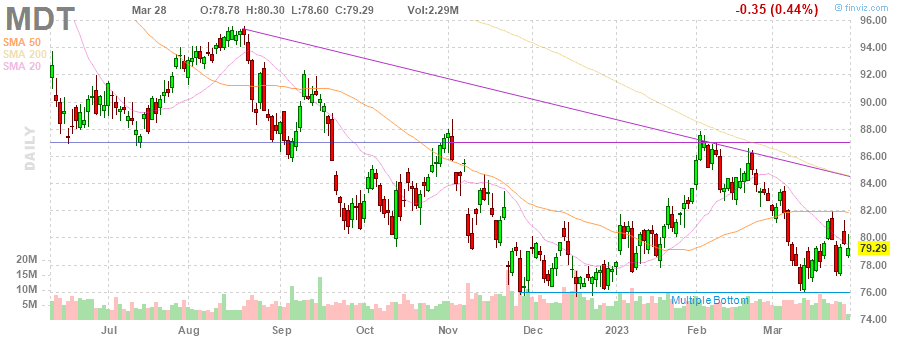 MDT
Mar 28 O:78.78 H:80.30 L:78.60 C:79.29 Vol:2.29M -0.35 (0.44%) © finviz.com
SMA 50
SMA 200
SMA 20
DAILY
96.00
94.00
92.00
90.00
88.00
86.00
84.00
82.00
80.00
79.29
78.00
76.00
74.00
20M
15M
10M
5M
Multiple Bottom
Jul Aug Sep Oct Nov Dec 2023 Feb Mar